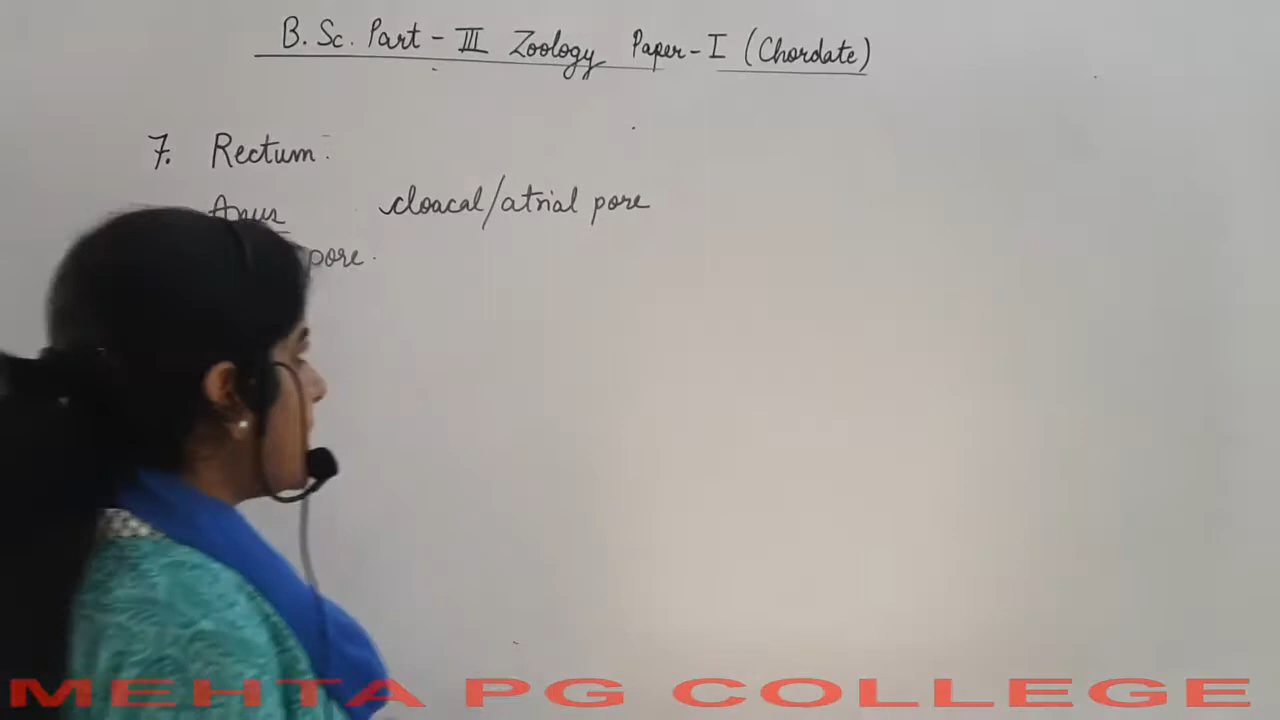 B. Sc. Part - III Zoology Paper - I (Chordate)
7. Rectum :
Anus cloacal/atrial pore
pore.
MEHTA PG COLLEGE